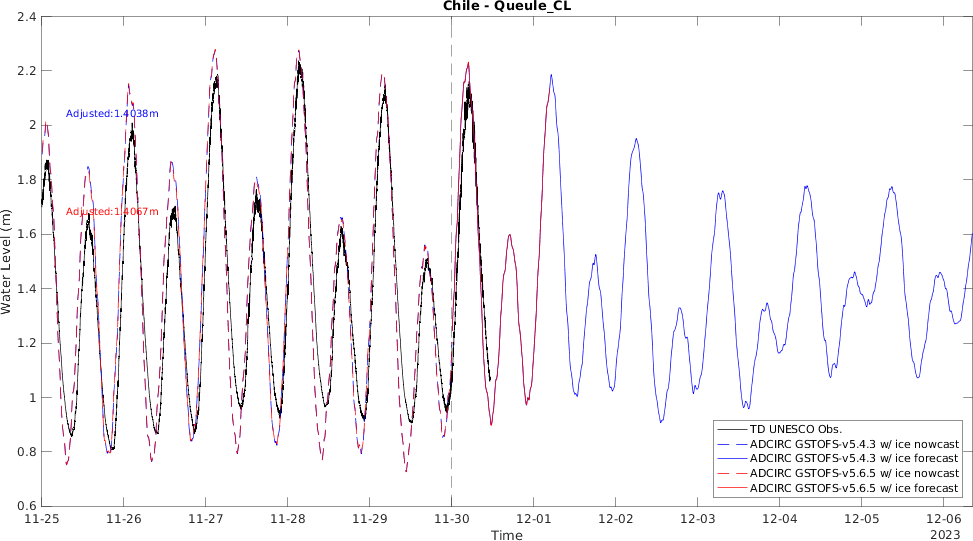 Chile - Queule_CL
2.4
2.2
2
1.8
1.6
1.4
1.2
1
0.8
0.6
Water Level (m)
Adjusted:1.4038m
Adjusted:1.4067m
TD UNESCO Obs.
ADCIRC GSTOFS-v5.4.3 w/ ice nowcast
ADCIRC GSTOFS-v5.4.3 w/ ice forecast
ADCIRC GSTOFS-v5.6.5 w/ ice nowcast
ADCIRC GSTOFS-v5.6.5 w/ ice forecast
11-25 11-26 11-27 11-28 11-29 11-30 12-01 12-02 12-03 12-04 12-05 12-06
2023
Time